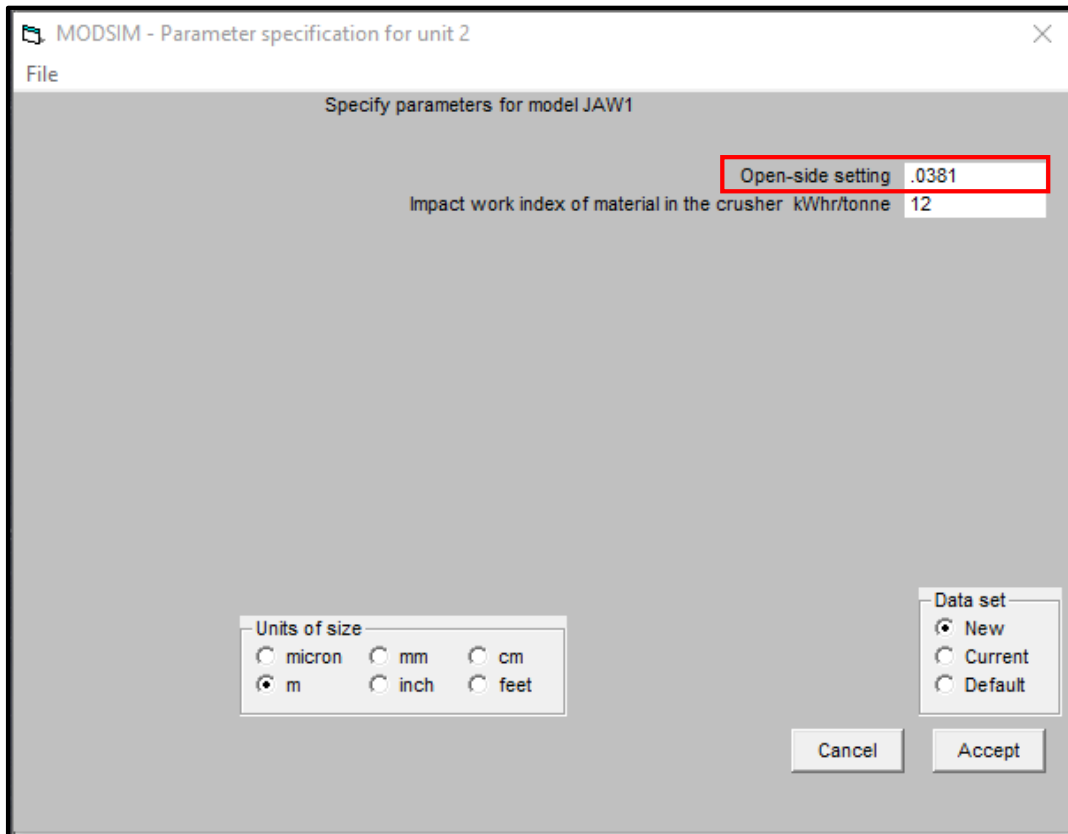 MODSIM - Parameter specification for unit 2
File
Specify parameters for model JAW1
Open-side setting .0381
Impact work index of material in the crusher kWhr/tonne 12
Units of size
micron mm cm
m inch feet
Data set
New
Current
Default
Cancel Accept